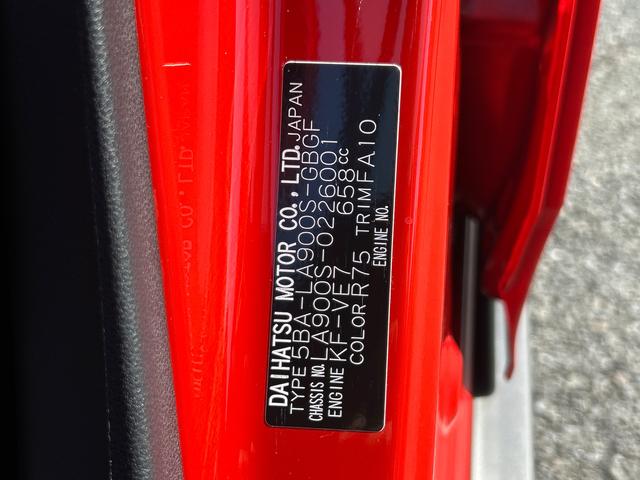 DAIHATSU MOTOR CO., LTD. JAPAN
TYPE 5BA-LA900S-GBGF
CHASSIS NO. LA900S-0226001
ENGINE KF-VE7 658cc
COLOR R75 TRIM FA10
ENGINE NO.